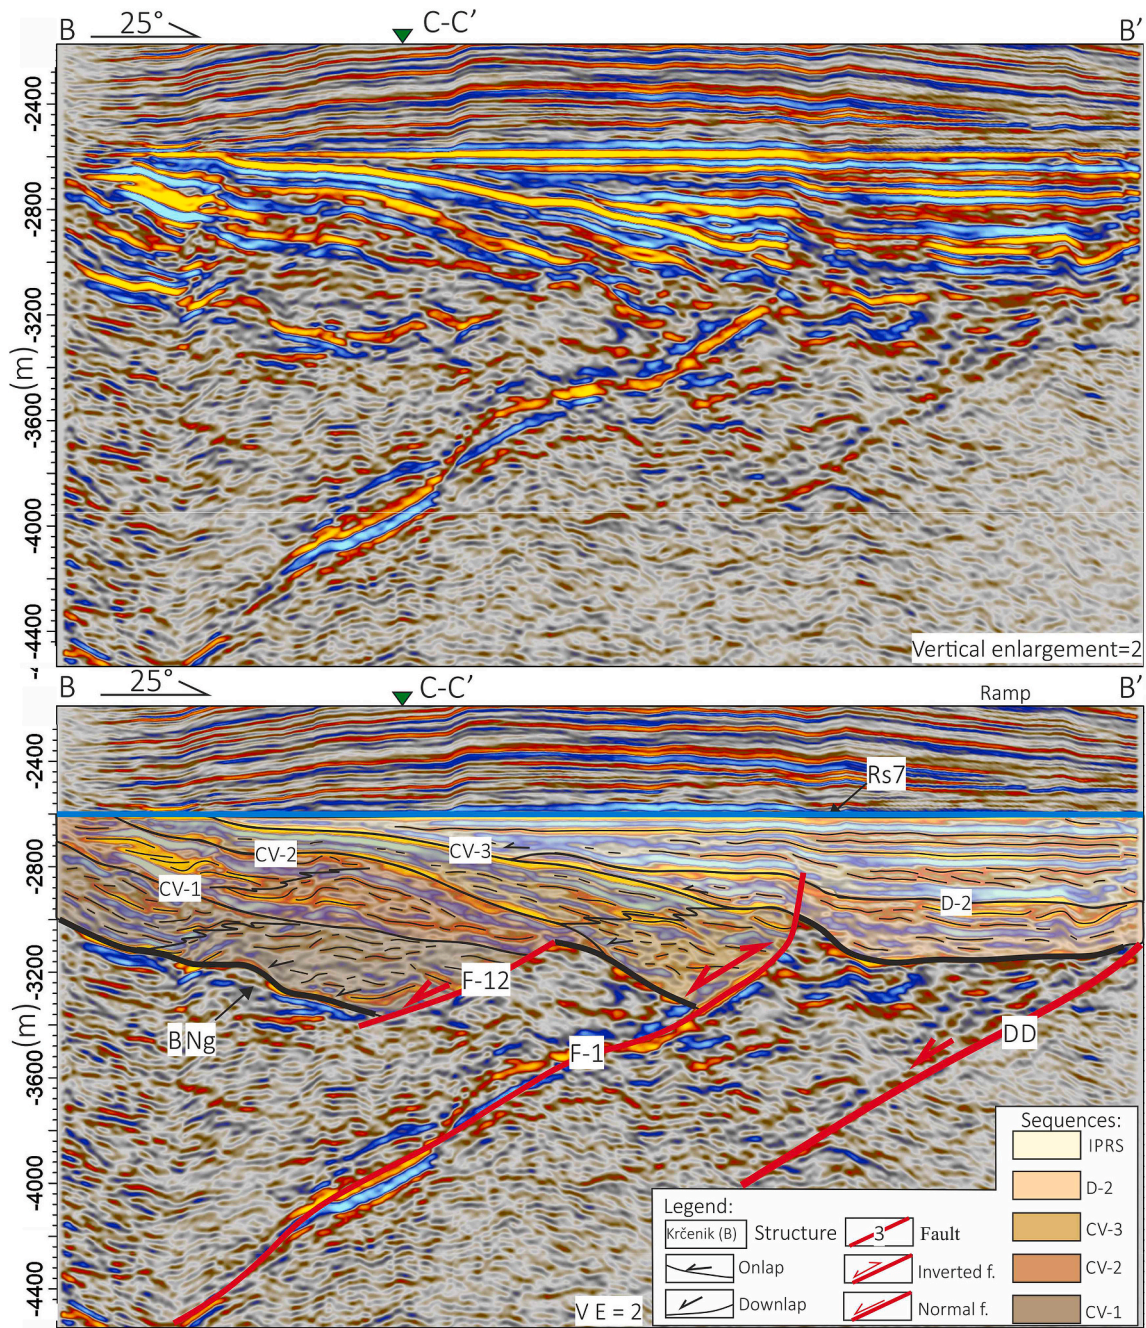 B 25° C-C’ B’
-2400
-2800
-3200
-3600 (m)
-4000
-4400
Vertical enlargement=2
B 25° C-C’ B’
Ramp
-2400
Rs7
CV-2
CV-3
-2800
CV-1
D-2
-3200
F-12
B Ng
F-1
DD
-3600 (m)
-4000
-4400
V E = 2
Legend:
Krčenik (B) Structure
3 Fault
Onlap
Inverted f.
Downlap
Normal f.
Sequences:
IPRS
D-2
CV-3
CV-2
CV-1